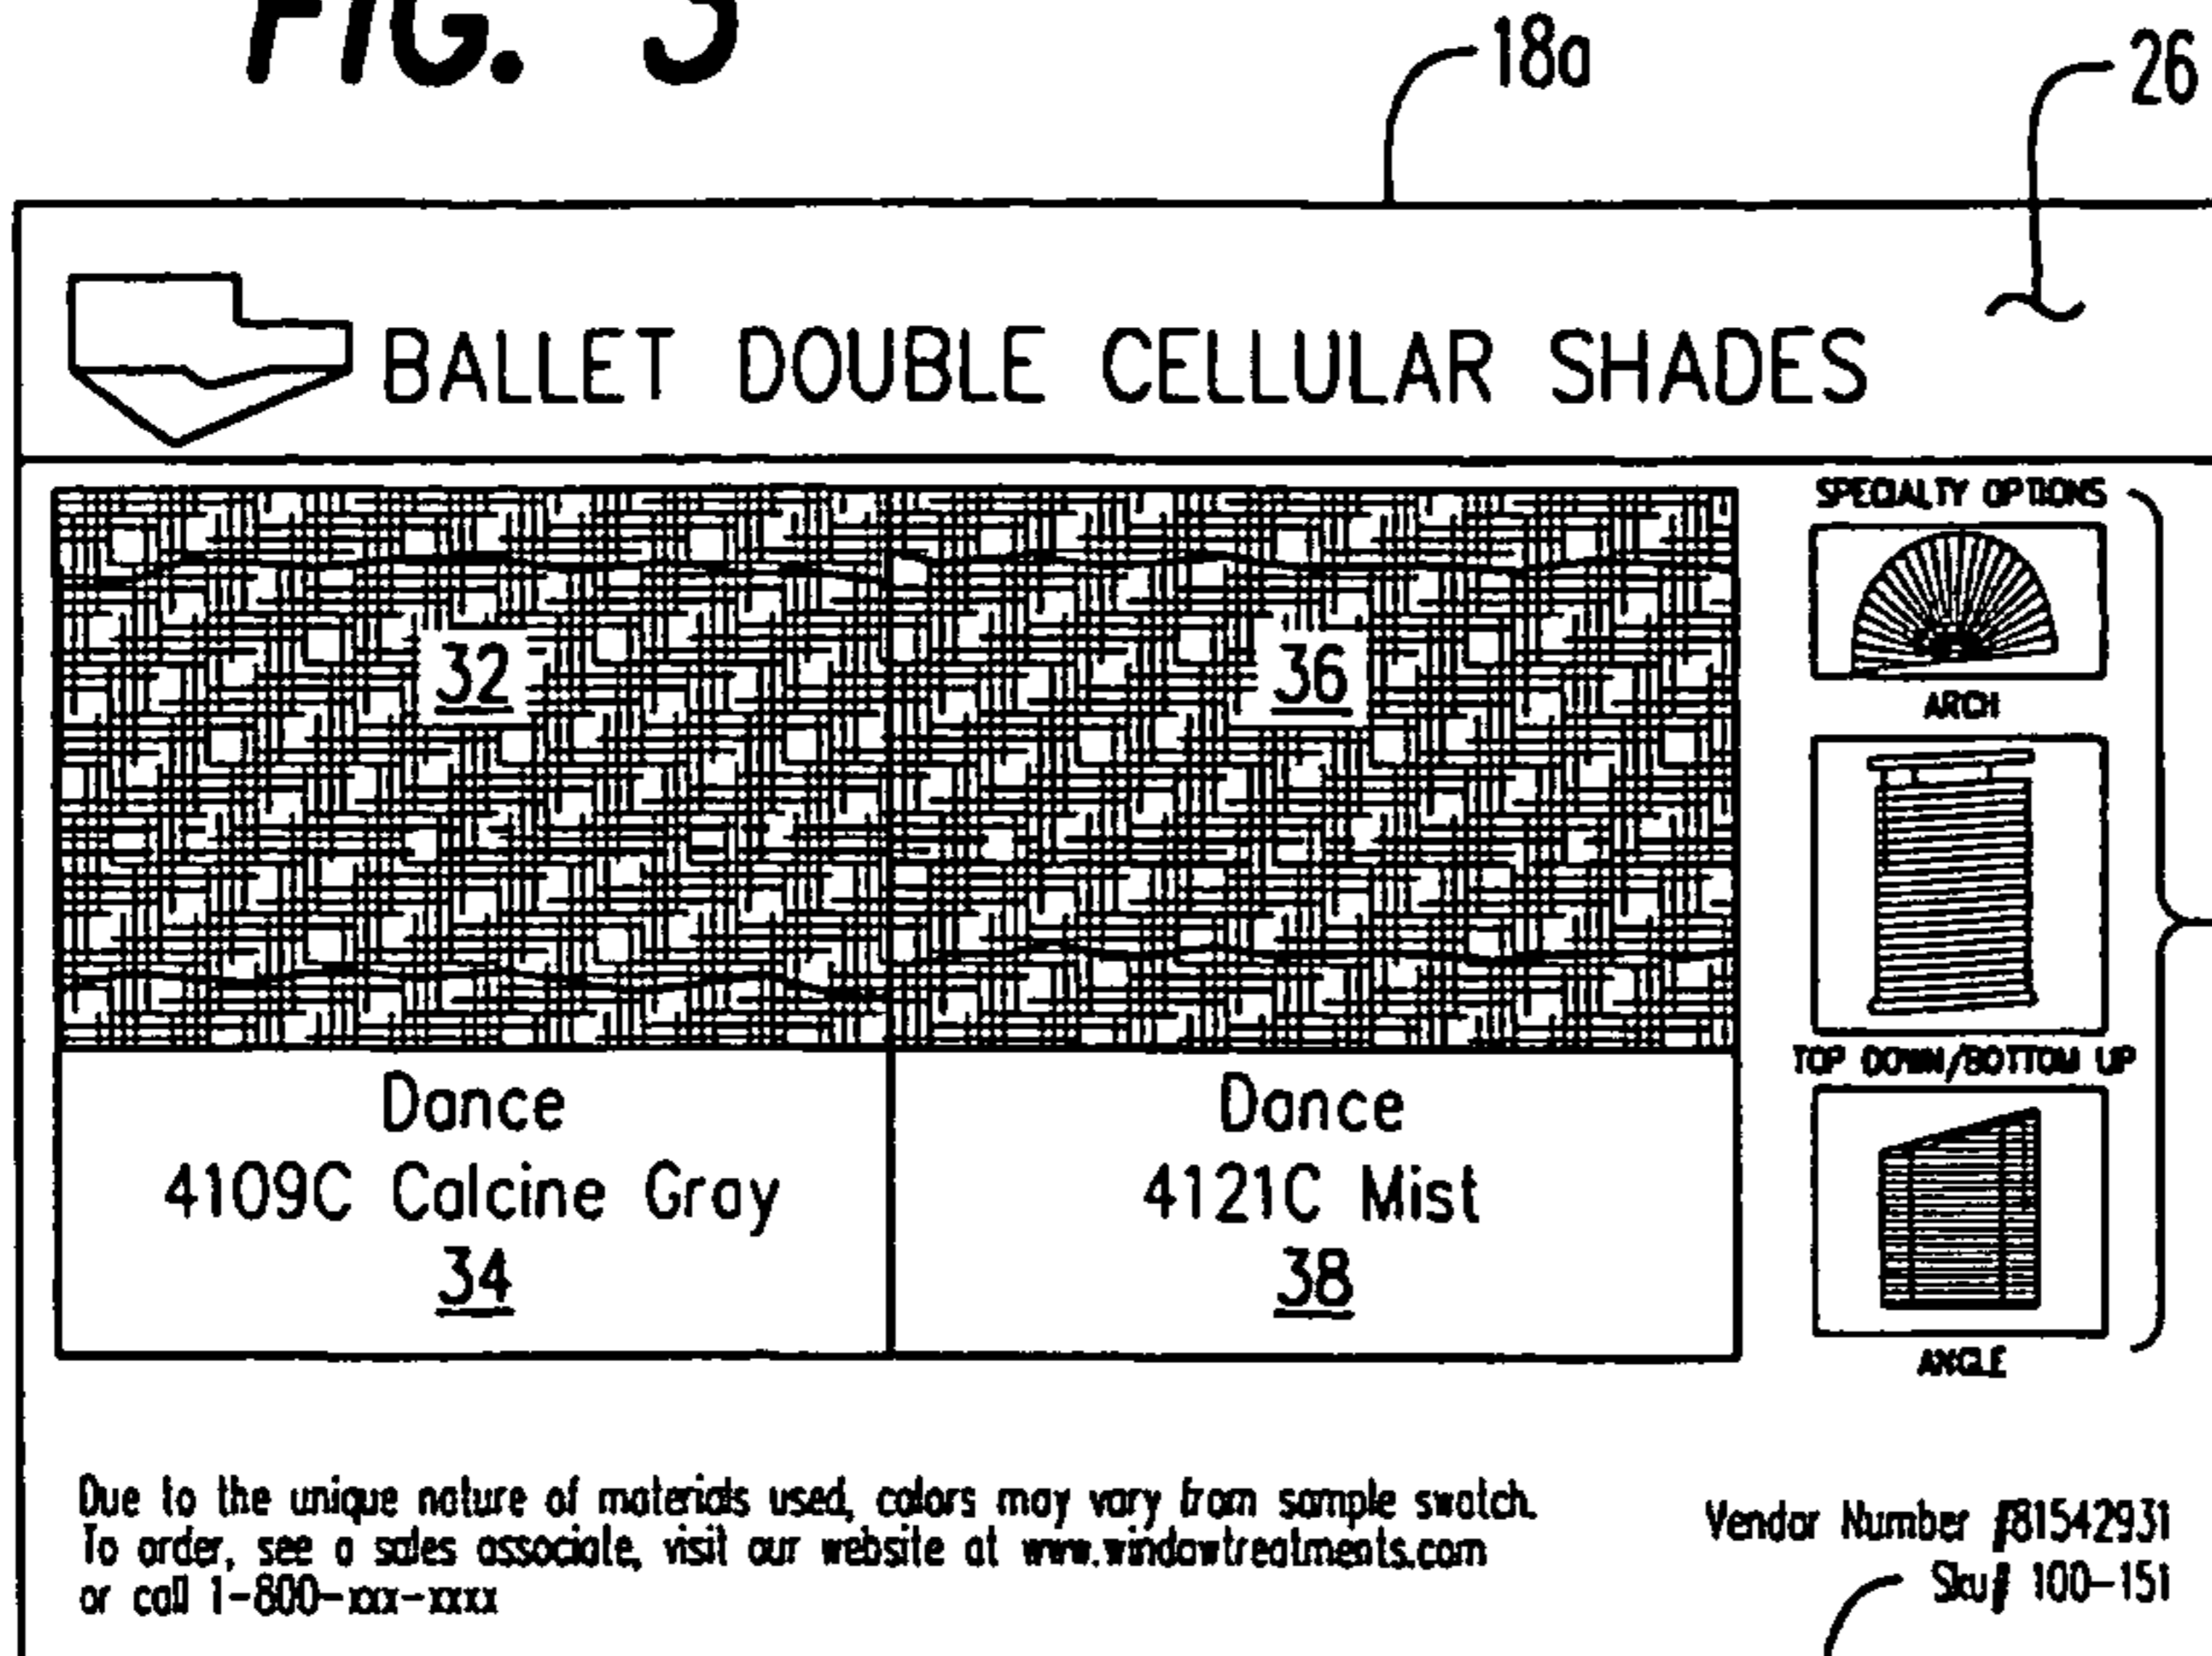 FIG. 3
18a
26
BALLET DOUBLE CELLULAR SHADES
SPECIALTY OPTIONS
32
36
ARCH
TOP DOWN/BOTTOM UP
Dance
4109C Calcine Gray
34
Dance
4121C Mist
38
ANGLE
Due to the unique nature of materials used, colors may vary from sample swatch.
To order, see a sales associate, visit our website at www.windowtreatments.com
or call 1-800-xxx-xxxx
Vendor Number #81542931
Sku# 100-151